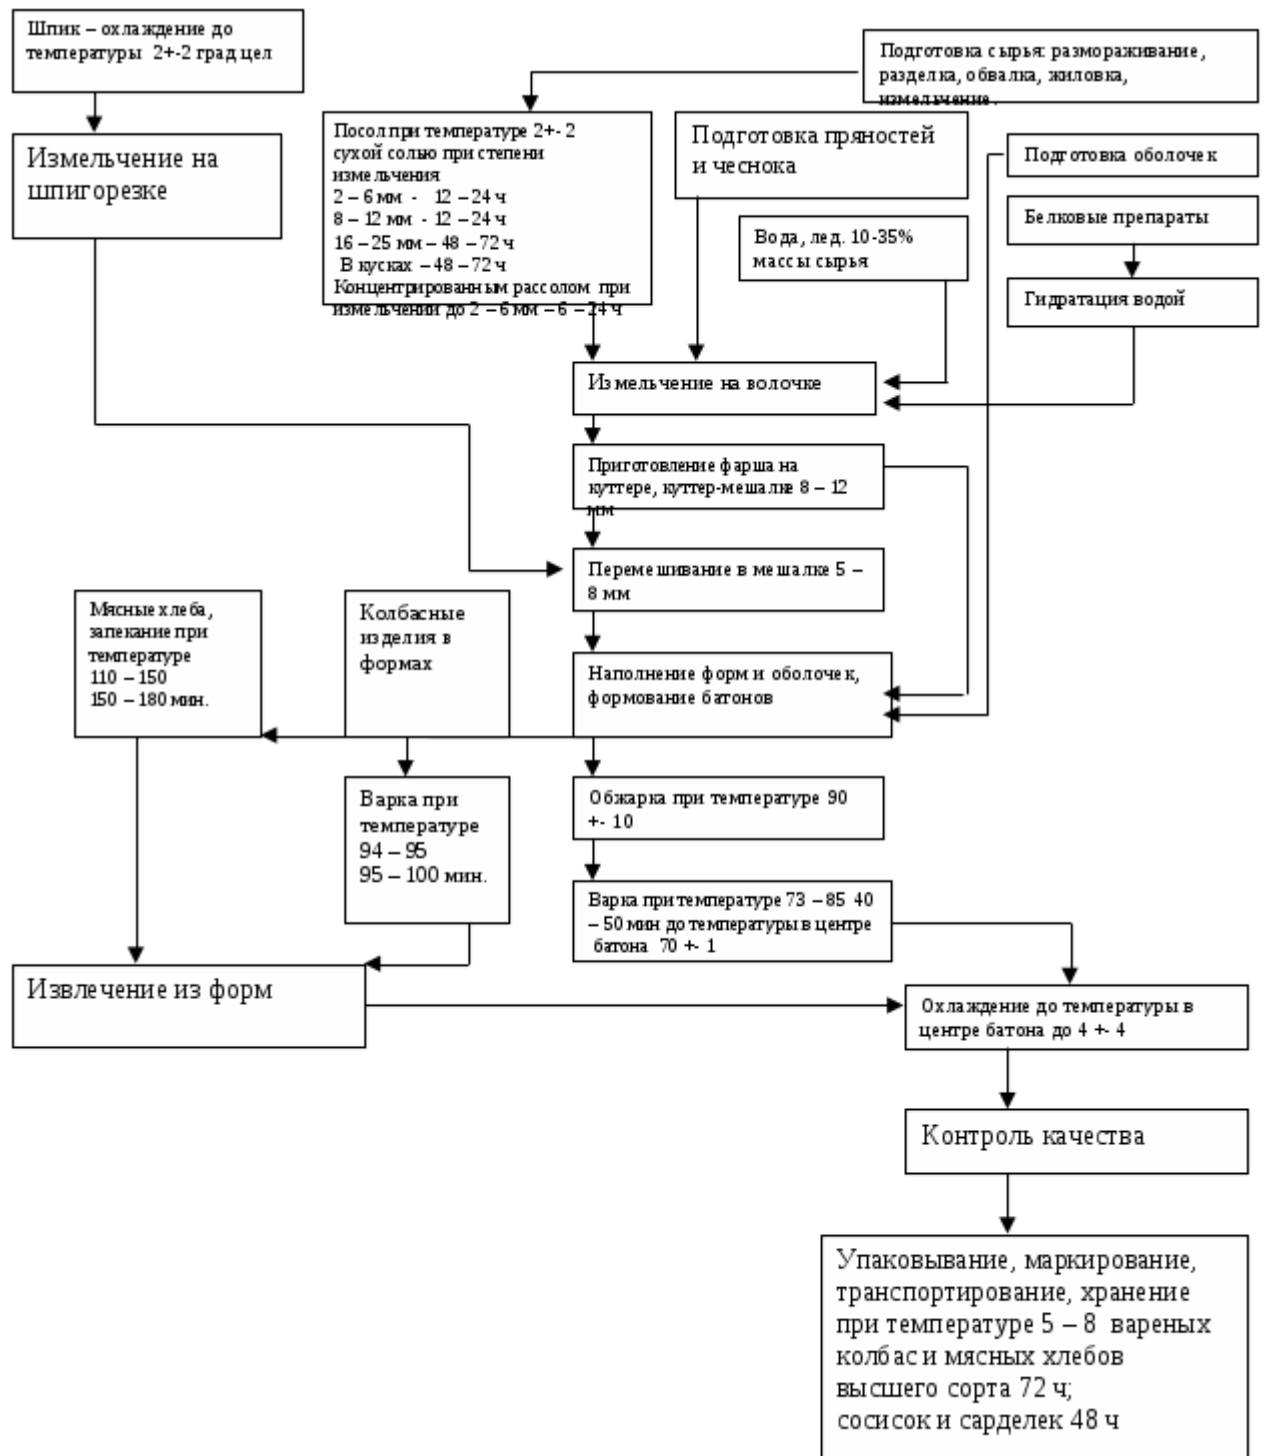 Шпик – охлаждение до
температуры 2+-2 град цел
Подготовка сырья: размораживание,
разделка, обвалка, жиловка,
измельчение.
Измельчение на
шпигорезке
Посол при температуре 2+- 2
сухой солью при степени
измельчения
2 – 6 мм - 12 – 24 ч
8 – 12 мм - 12 – 24 ч
16 – 25 мм – 48 – 72 ч
В кусках – 48 – 72 ч
Концентрированным рассолом при
измельчении до 2 – 6 мм – 6 – 24 ч
Подготовка пряностей
и чеснока
Подготовка оболочек
Вода, лед. 10-35%
массы сырья
Белковые препараты
Гидратация водой
Измельчение на волочке
Приготовление фарша на
куттере, куттер-мешалке 8 – 12
мм
Перемешивание в мешалке 5 –
8 мм
Мясные хлеба,
запекание при
температуре
110 – 150
150 – 180 мин.
Колбасные
изделия в
формах
Наполнение форм и оболочек,
формование батонов
Варка при
температуре
94 – 95
95 – 100 мин.
Обжарка при температуре 90
+- 10
Варка при температуре 73 – 85 40
– 50 мин до температуры в центре
батона 70 +- 1
Извлечение из форм
Охлаждение до температуры в
центре батона до 4 +- 4
Контроль качества
Упаковывание, маркирование,
транспортирование, хранение
при температуре 5 – 8 вареных
колбас и мясных хлебов
высшего сорта 72 ч;
сосисок и сарделек 48 ч